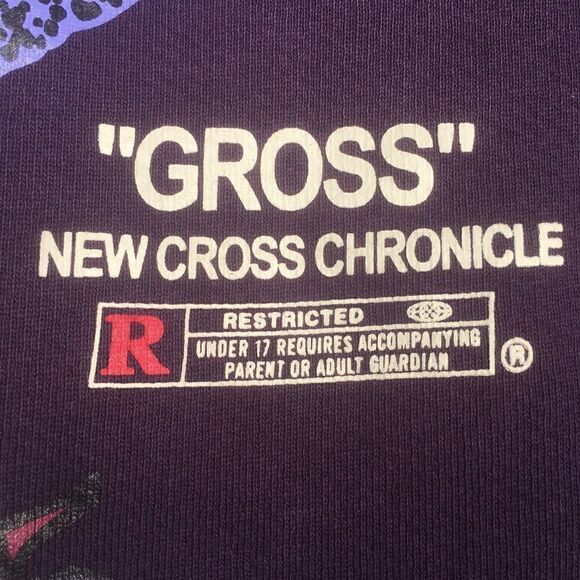 "GROSS"
NEW CROSS CHRONICLE
R
RESTRICTED
UNDER 17 REQUIRES ACCOMPANYING
PARENT OR ADULT GUARDIAN
®